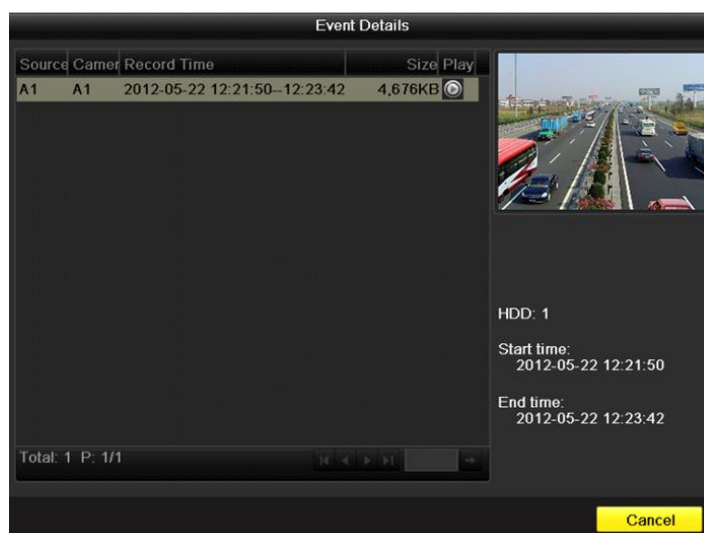 Event Details
Source Camer Record Time Size Play
A1 A1 2012-05-22 12:21:50--12:23:42 4,676KB
HDD: 1
Start time:
2012-05-22 12:21:50
End time:
2012-05-22 12:23:42
Total: 1 P: 1/1
Cancel